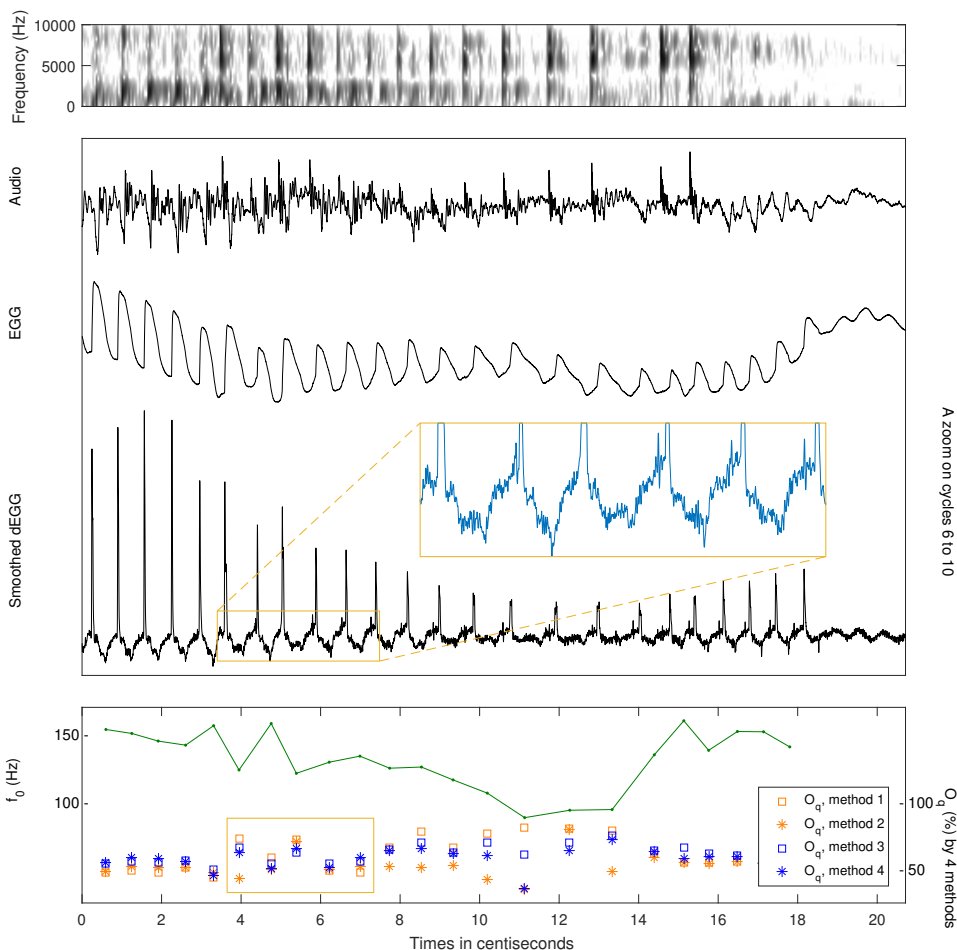 Frequency (Hz)
10000
5000
0
Audio
EGG
Smoothed dEGG
A zoom on cycles 6 to 10
f0 (Hz)
150
100
100
50
Oq (%) by 4 methods
Oq, method 1
Oq, method 2
Oq, method 3
Oq, method 4
0 2 4 6 8 10 12 14 16 18 20
Times in centiseconds